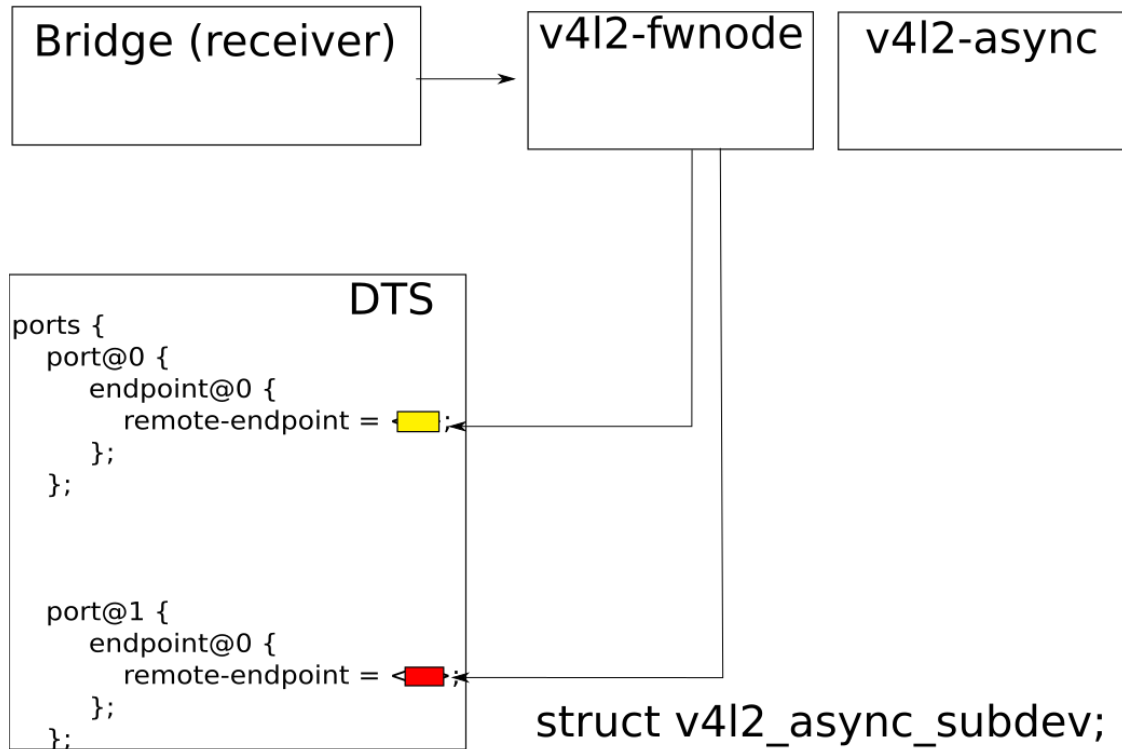 Bridge (receiver)
v4l2-fwnode
v4l2-async
DTS
ports {
port@0 {
endpoint@0 {
remote-endpoint = < ;
};
};
port@1 {
endpoint@0 {
remote-endpoint = < >;
};
};
struct v4l2_async_subdev;